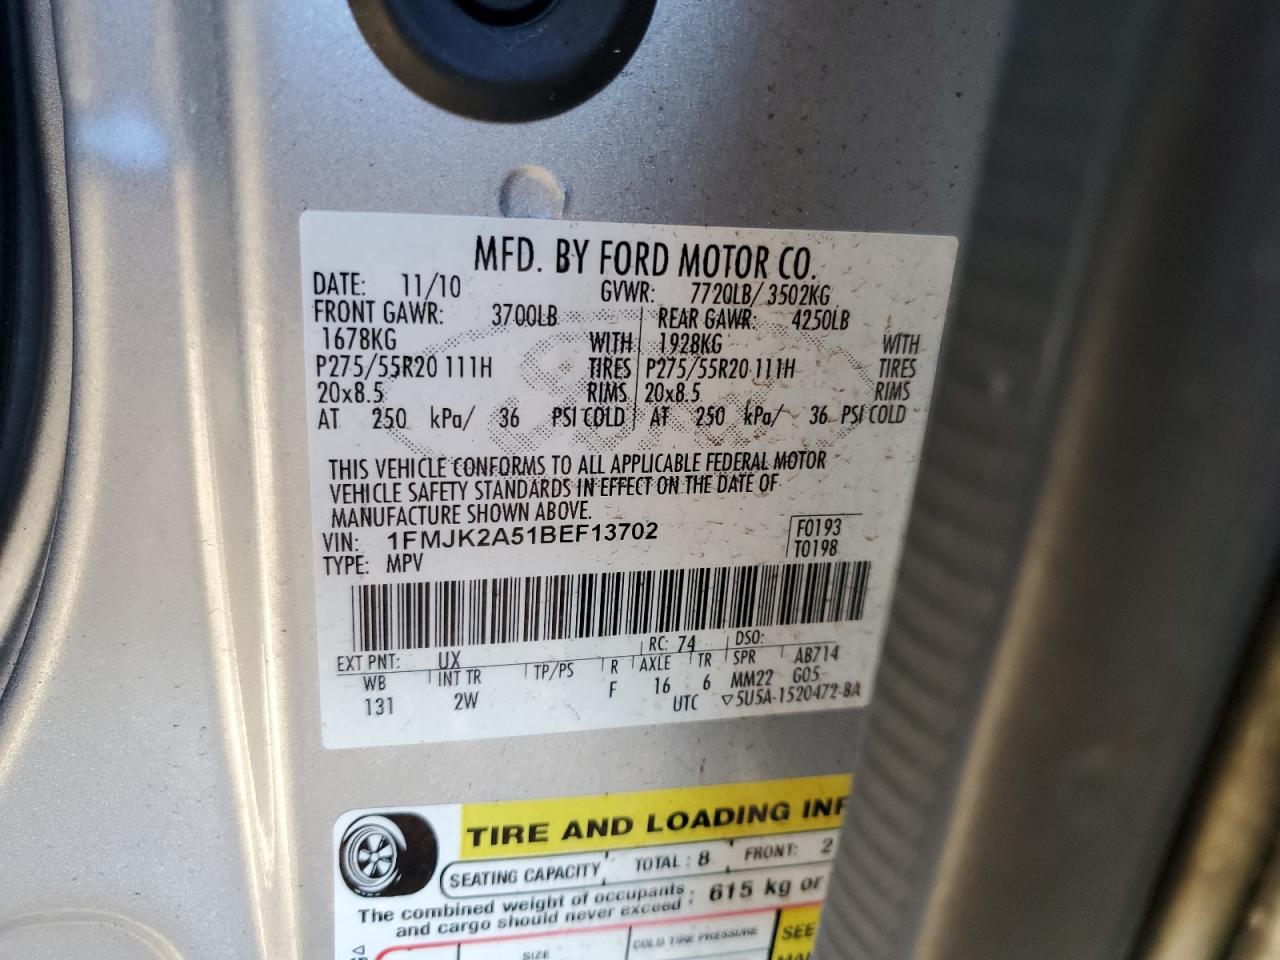 MFD. BY FORD MOTOR CO.
DATE: 11/10 GVWR: 7720LB/ 3502KG
FRONT GAWR: 3700LB REAR GAWR: 4250LB
1678KG WITH 1928KG WITH
P275/55R20 111H TIRES P275/55R20 111H TIRES
20x8.5 RIMS 20x8.5 RIMS
AT 250 kPa/ 36 PSI COLD AT 250 kPa/ 36 PSI COLD
THIS VEHICLE CONFORMS TO ALL APPLICABLE FEDERAL MOTOR
VEHICLE SAFETY STANDARDS IN EFFECT ON THE DATE OF
MANUFACTURE SHOWN ABOVE.
VIN: 1FMJK2A51BEF13702 F0193
TYPE: MPV T0198
EXT PNT: UX RC: 74 DSO:
WB INT TR TP/PS R AXLE TR SPR AB714
131 2W F 16 6 MM22 G05
UTC ▽5U5A-1520472-BA
TIRE AND LOADING INF
SEATING CAPACITY TOTAL: 8 FRONT: 2
The combined weight of occupants
and cargo should never exceed : 615 kg or
SIZE COLD TIRE PRESSURE SEE